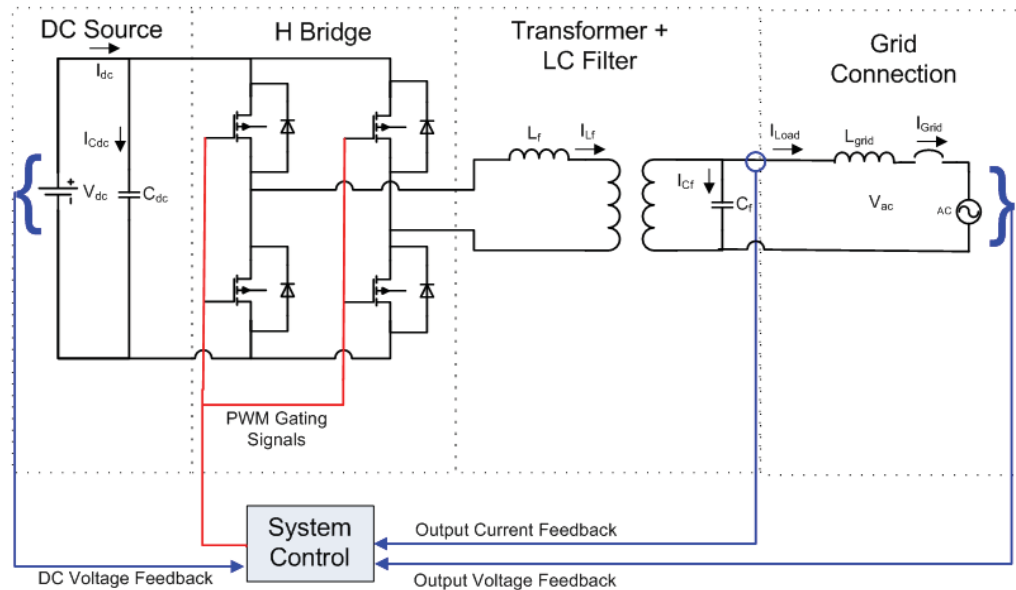 DC Source
H Bridge
Transformer +
LC Filter
Grid
Connection
Idc
ICdc
+
-
Vdc
Cdc
Lf
ILf
ICf
Cf
ILoad
Lgrid
IGrid
Vac
AC
PWM Gating
Signals
System
Control
DC Voltage Feedback
Output Current Feedback
Output Voltage Feedback